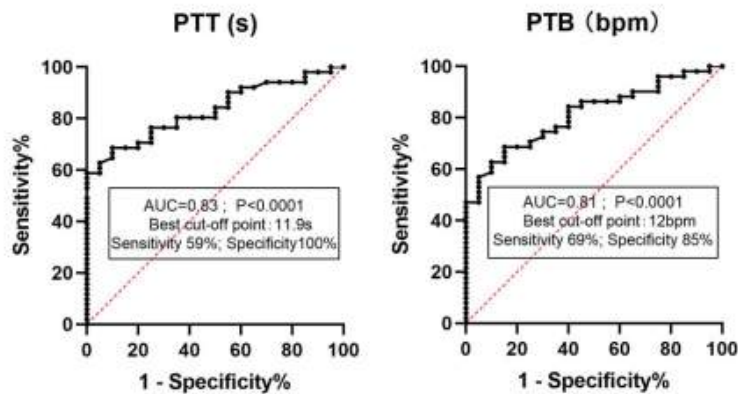 PTT (s)
Sensitivity%
100
80
60
40
20
0
AUC=0.83 ; P<0.0001
Best cut-off point : 11.9s
Sensitivity 59%; Specificity100%
0 20 40 60 80 100
1 - Specificity%
PTB（bpm）
Sensitivity%
100
80
60
40
20
0
AUC=0.81 ; P<0.0001
Best cut-off point : 12bpm
Sensitivity 69%; Specificity 85%
0 20 40 60 80 100
1 - Specificity%